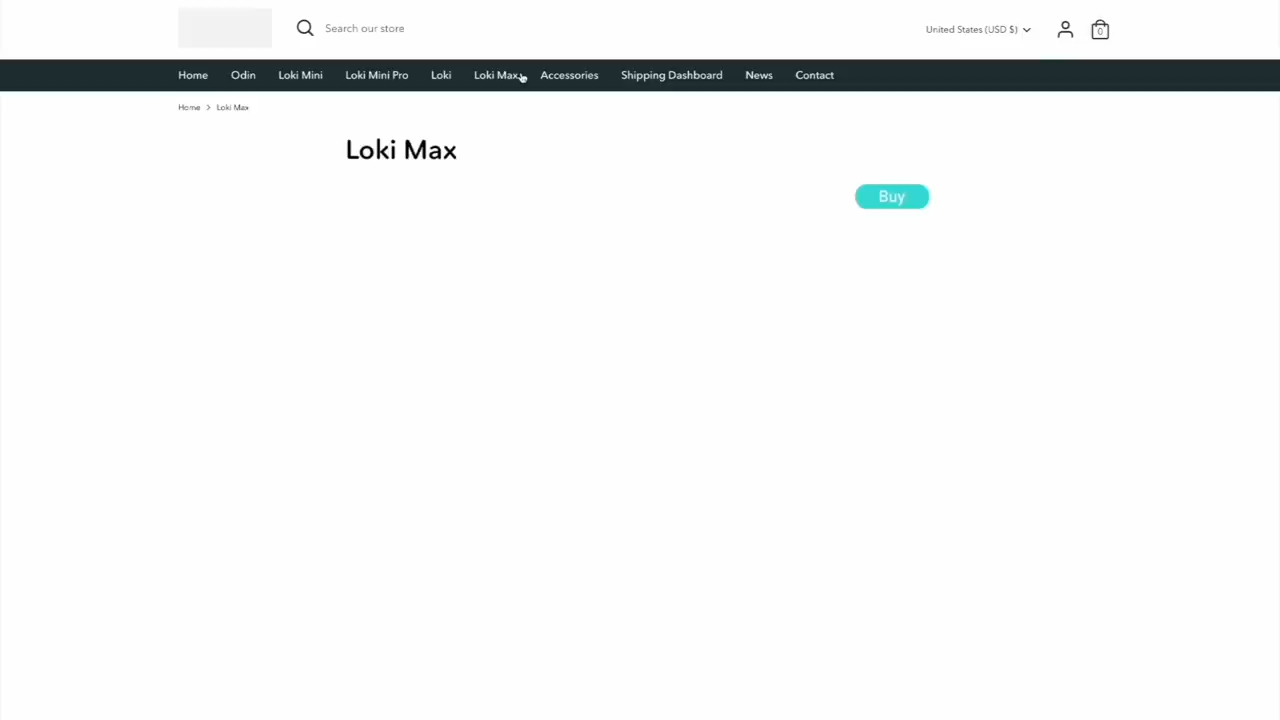 Search our store
United States (USD $)
0
Home Odin Loki Mini Loki Mini Pro Loki Loki Max Accessories Shipping Dashboard News Contact
Home > Loki Max
Loki Max
Buy